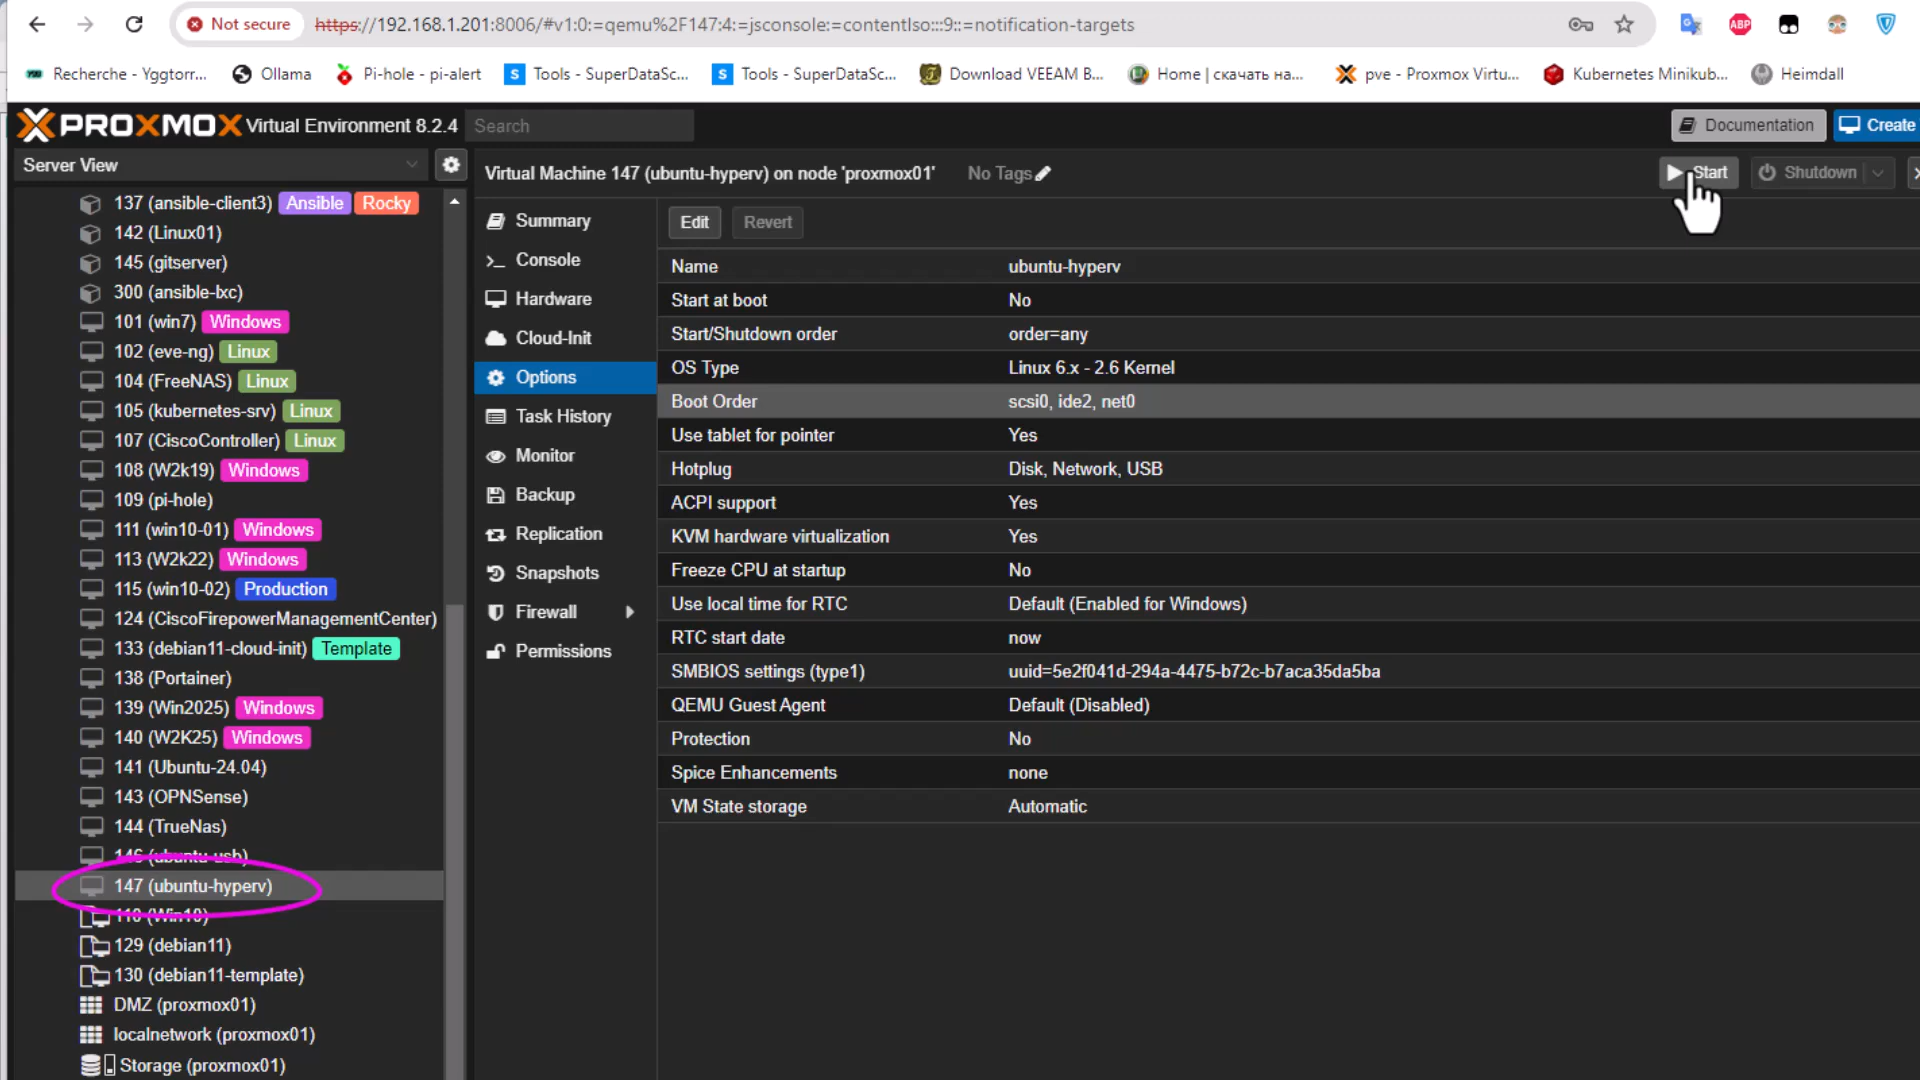 Not secure https://192.168.1.201:8006/#v1:0:=qemu%2F147:4:=jsconsole:=contentIso:::9::=notification-targets
Recherche - Yggtorr... Ollama Pi-hole - pi-alert Tools - SuperDataSc... Tools - SuperDataSc... Download VEEAM B... Home | скачать на... pve - Proxmox Virtu... Kubernetes Minikub... Heimdall
PROXMOX Virtual Environment 8.2.4 Search Documentation Create
Server View
Virtual Machine 147 (ubuntu-hyperv) on node 'proxmox01' No Tags Start Shutdown
137 (ansible-client3) Ansible Rocky
142 (Linux01)
145 (gitserver)
300 (ansible-lxc)
101 (win7) Windows
102 (eve-ng) Linux
104 (FreeNAS) Linux
105 (kubernetes-srv) Linux
107 (CiscoController) Linux
108 (W2k19) Windows
109 (pi-hole)
111 (win10-01) Windows
113 (W2k22) Windows
115 (win10-02) Production
124 (CiscoFirepowerManagementCenter)
133 (debian11-cloud-init) Template
138 (Portainer)
139 (Win2025) Windows
140 (W2K25) Windows
141 (Ubuntu-24.04)
143 (OPNSense)
144 (TrueNas)
146 (ubuntu-usb)
147 (ubuntu-hyperv)
(Win10)
129 (debian11)
130 (debian11-template)
DMZ (proxmox01)
localnetwork (proxmox01)
Storage (proxmox01)
Summary
Console
Hardware
Cloud-Init
Options
Task History
Monitor
Backup
Replication
Snapshots
Firewall
Permissions
Edit Revert
Name ubuntu-hyperv
Start at boot No
Start/Shutdown order order=any
OS Type Linux 6.x - 2.6 Kernel
Boot Order scsi0, ide2, net0
Use tablet for pointer Yes
Hotplug Disk, Network, USB
ACPI support Yes
KVM hardware virtualization Yes
Freeze CPU at startup No
Use local time for RTC Default (Enabled for Windows)
RTC start date now
SMBIOS settings (type1) uuid=5e2f041d-294a-4475-b72c-b7aca35da5ba
QEMU Guest Agent Default (Disabled)
Protection No
Spice Enhancements none
VM State storage Automatic